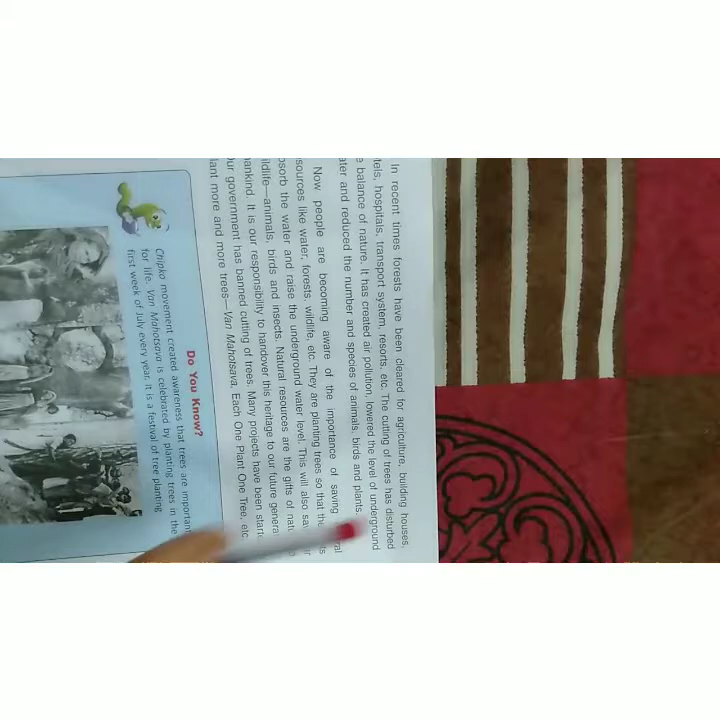 In recent times forests have been cleared for agriculture, building houses,
tels, hospitals, transport system, resorts, etc. The cutting of trees has disturbed
e balance of nature. It has created air pollution, lowered the level of underground
ater and reduced the number and species of animals, birds and plants
Now people are becoming aware of the importance of saving ral
sources like water, forests, wildlife, etc. They are planting trees so that the ts
bsorb the water and raise the underground water level. This will also sa r
ildlife—animals, birds and insects. Natural resources are the gifts of nat
ankind. It is our responsibility to handover this heritage to our future genera
ur government has banned cutting of trees. Many projects have been start
lant more and more trees—Van Mahotsava, Each One Plant One Tree, etc.
Do You Know?
Chipko movement created awareness that trees are important
for life. Van Mahotsava is celebrated by planting trees in the
first week of July every year. It is a festival of tree planting.